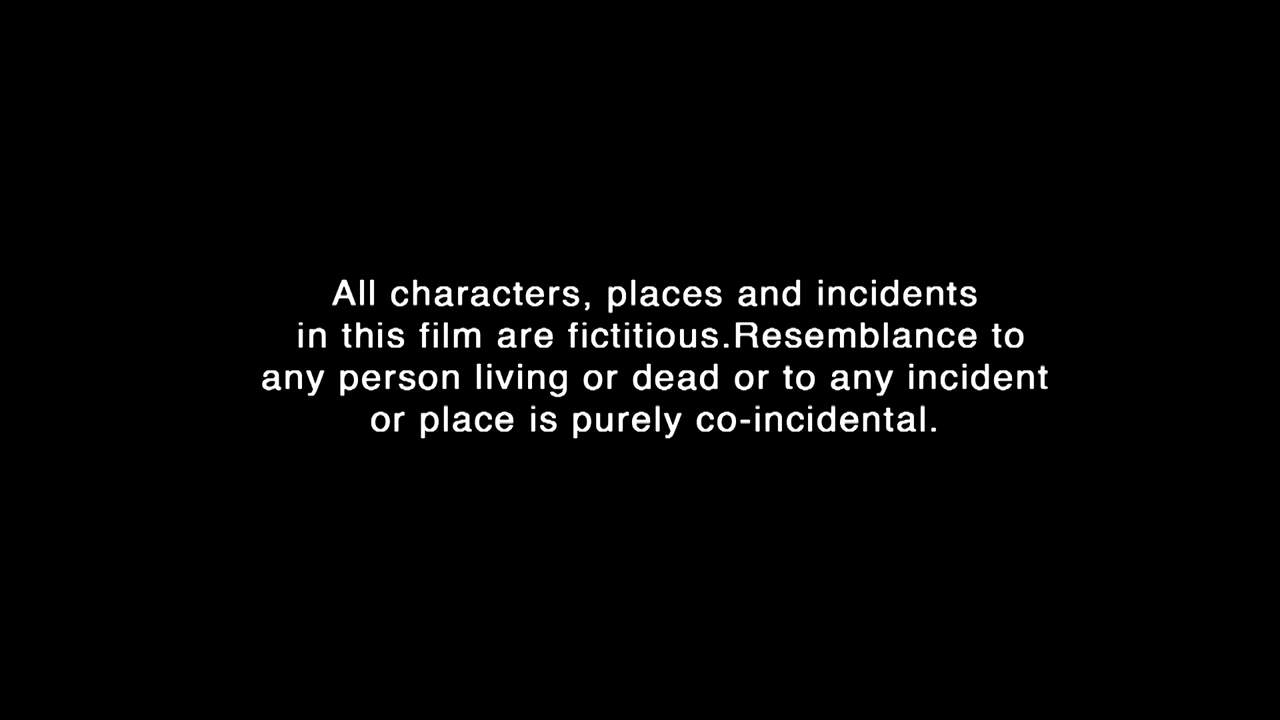 All characters, places and incidents
in this film are fictitious.Resemblance to
any person living or dead or to any incident
or place is purely co-incidental.